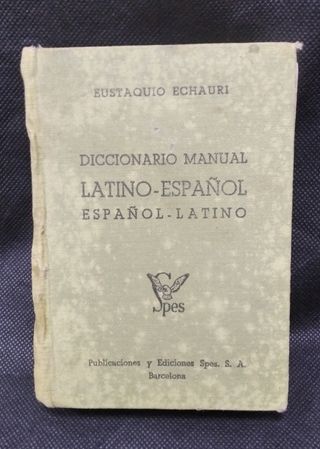 EUSTAQUIO ECHAURI
DICCIONARIO MANUAL
LATINO-ESPAÑOL
ESPAÑOL-LATINO
Spes
Publicaciones y Ediciones Spes. S. A.
Barcelona